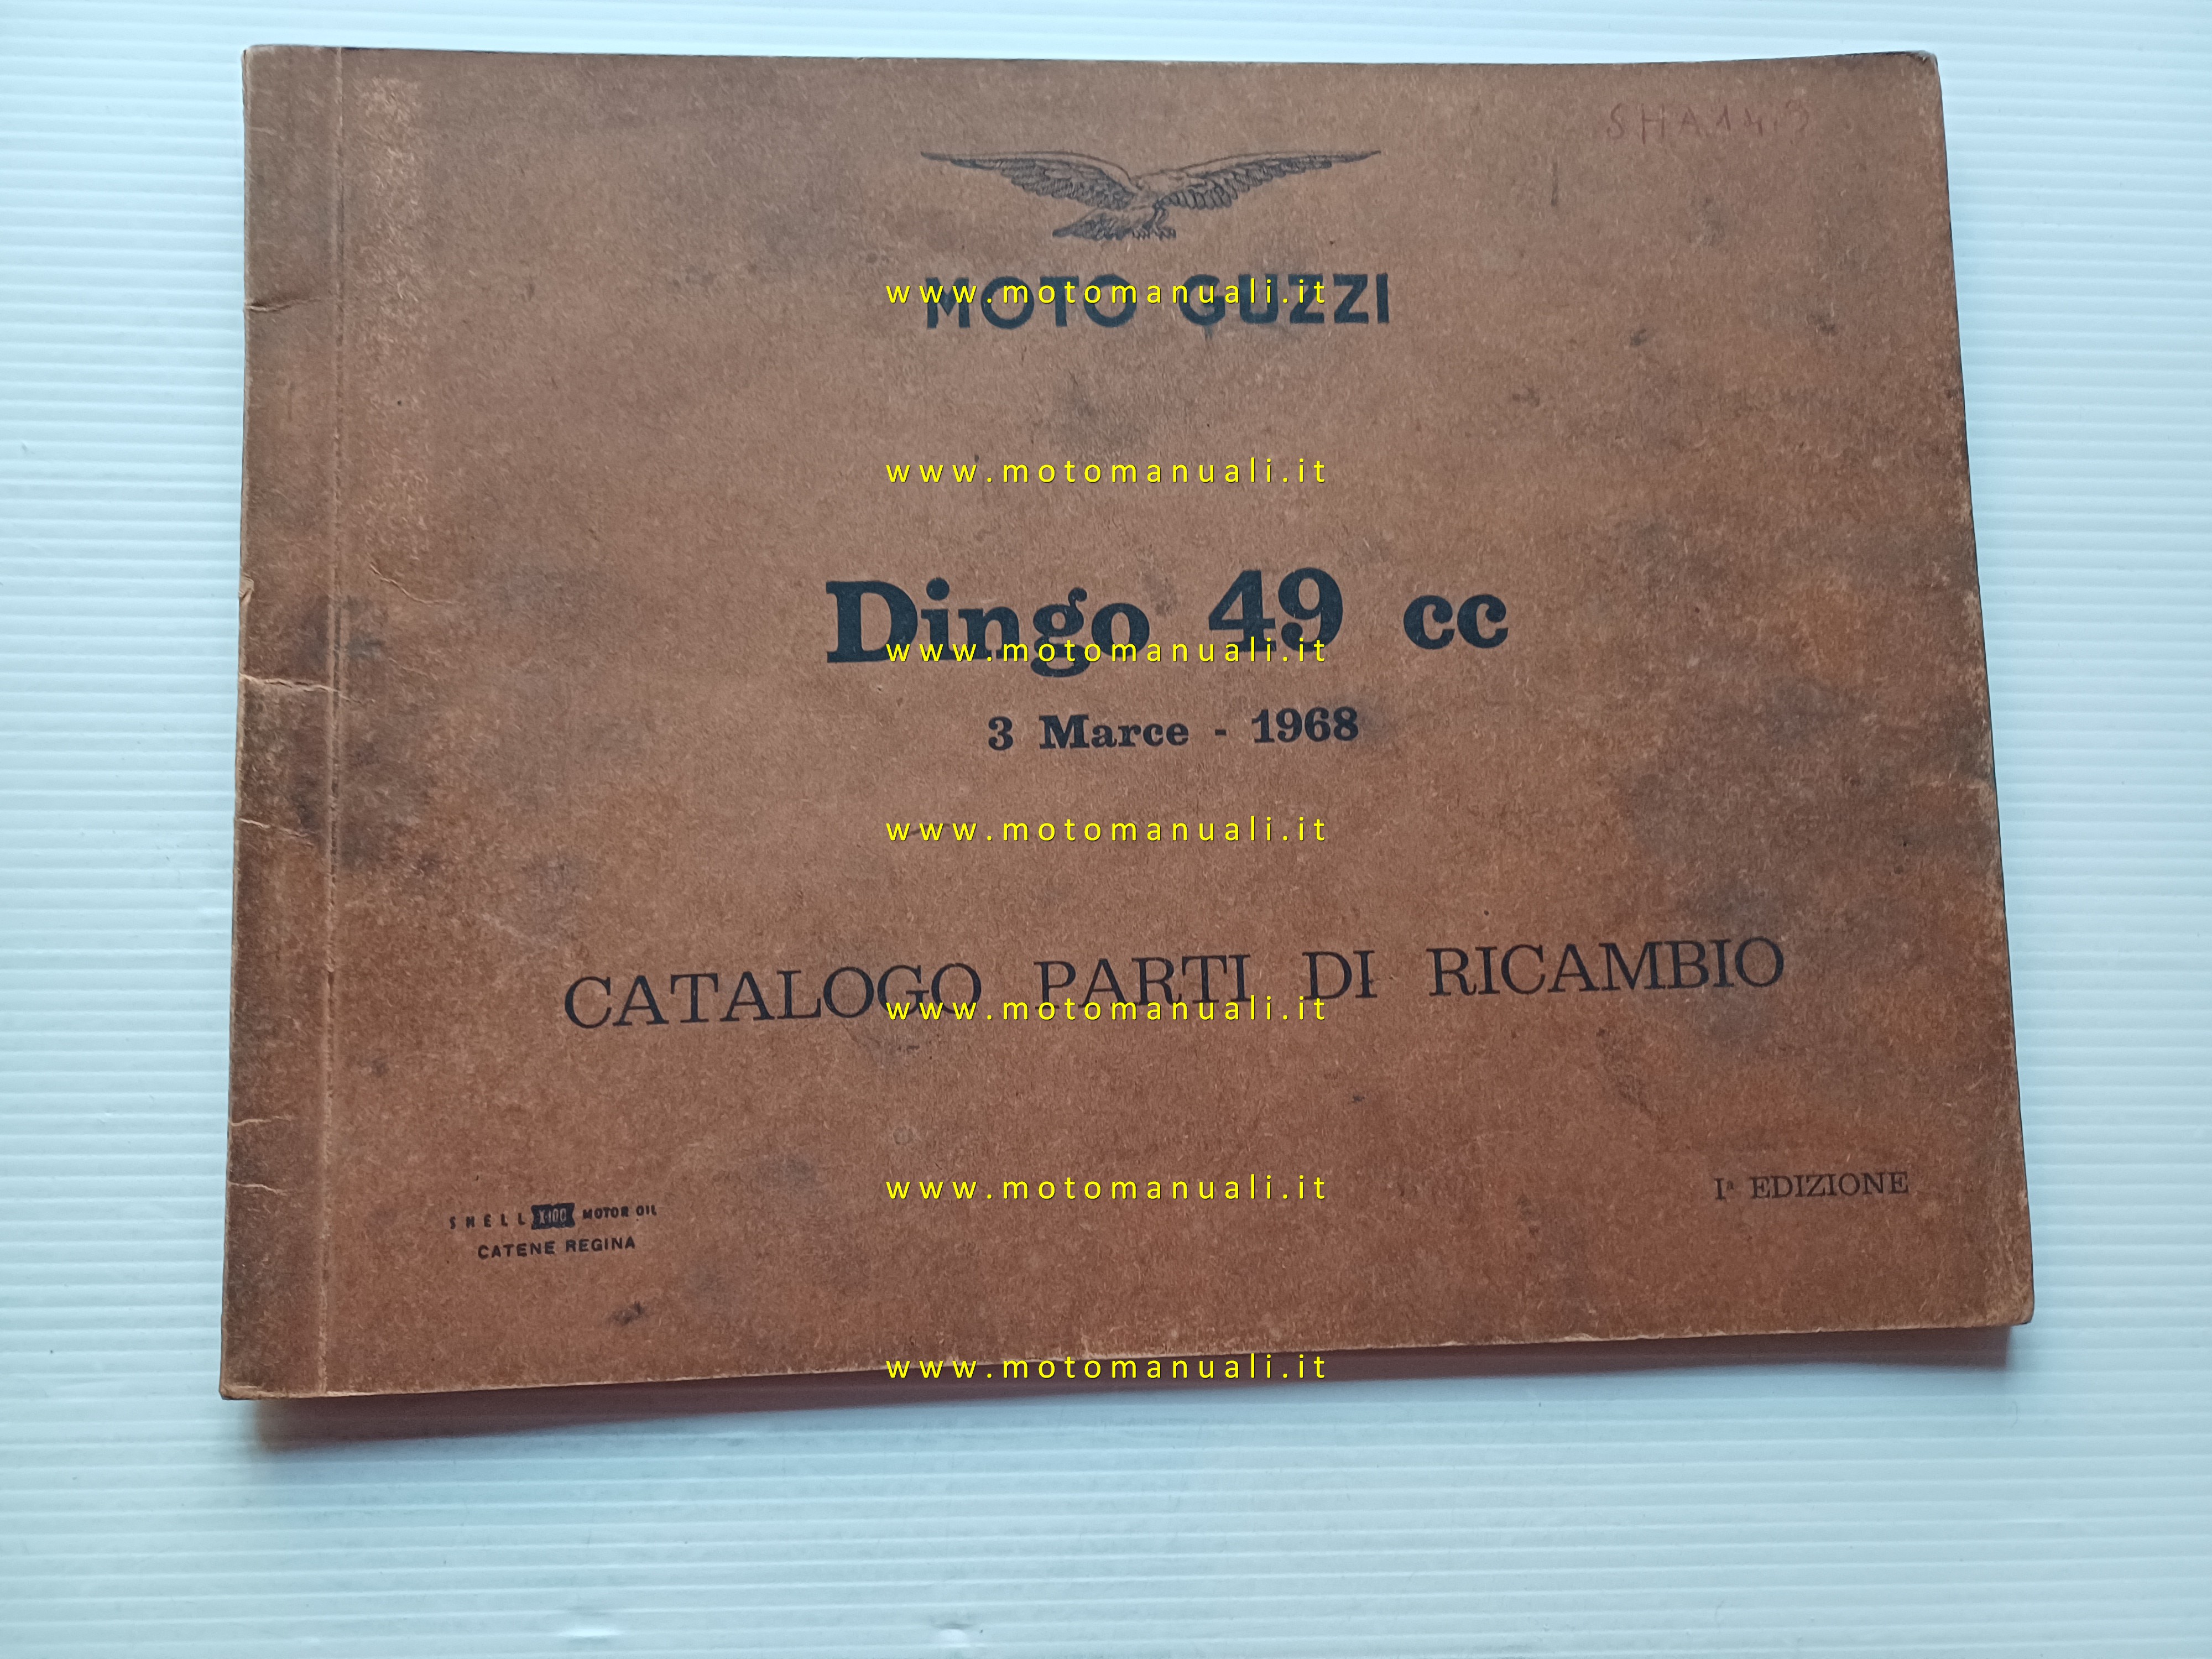 MOTO GUZZI
www.motomanuali.it
www.motomanuali.it
Dingo 49 cc
www.motomanuali.it
3 Marce - 1968
www.motomanuali.it
CATALOGO PARTI DI RICAMBIO
www.motomanuali.it
www.motomanuali.it
Iª EDIZIONE
SHELL X-100 MOTOR OIL
CATENE REGINA
www.motomanuali.it